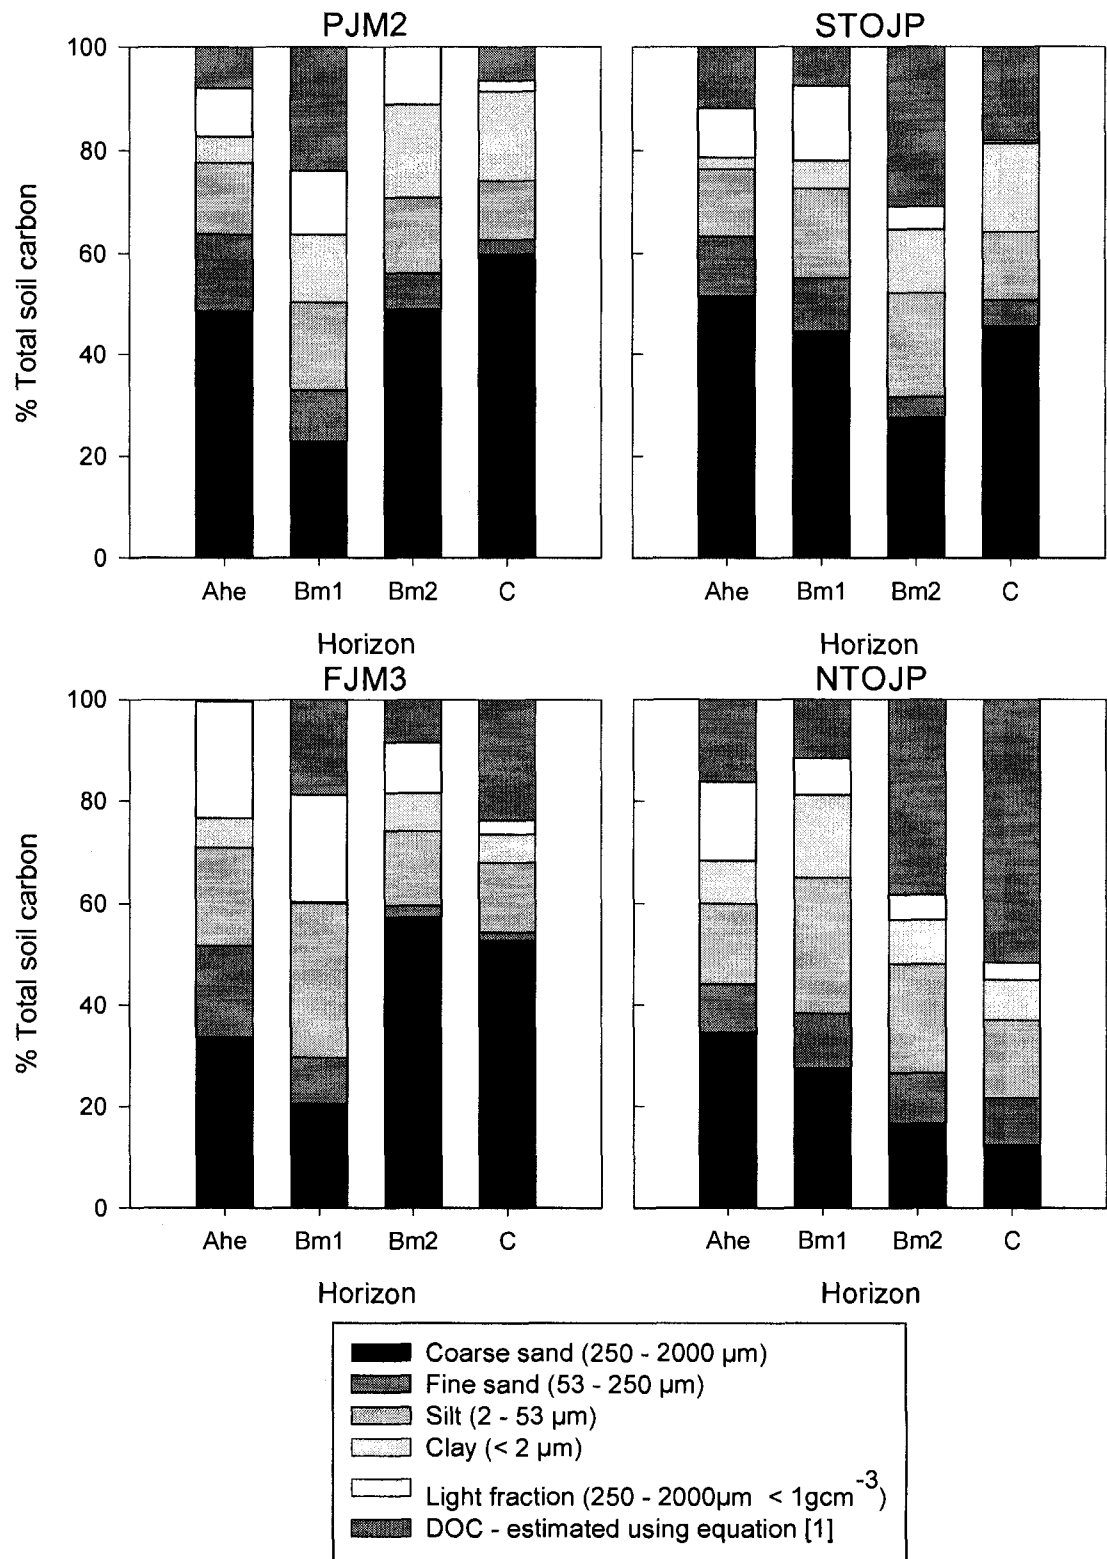 PJM2
100
80
60
40
20
0
% Total soil carbon
Ahe Bm1 Bm2 C
Horizon
STOJP
Ahe Bm1 Bm2 C
Horizon
FJM3
100
80
60
40
20
0
% Total soil carbon
Ahe Bm1 Bm2 C
Horizon
NTOJP
Ahe Bm1 Bm2 C
Horizon
Coarse sand (250 - 2000 µm)
Fine sand (53 - 250 µm)
Silt (2 - 53 µm)
Clay (< 2 µm)
Light fraction (250 - 2000µm < 1gcm⁻³)
DOC - estimated using equation [1]